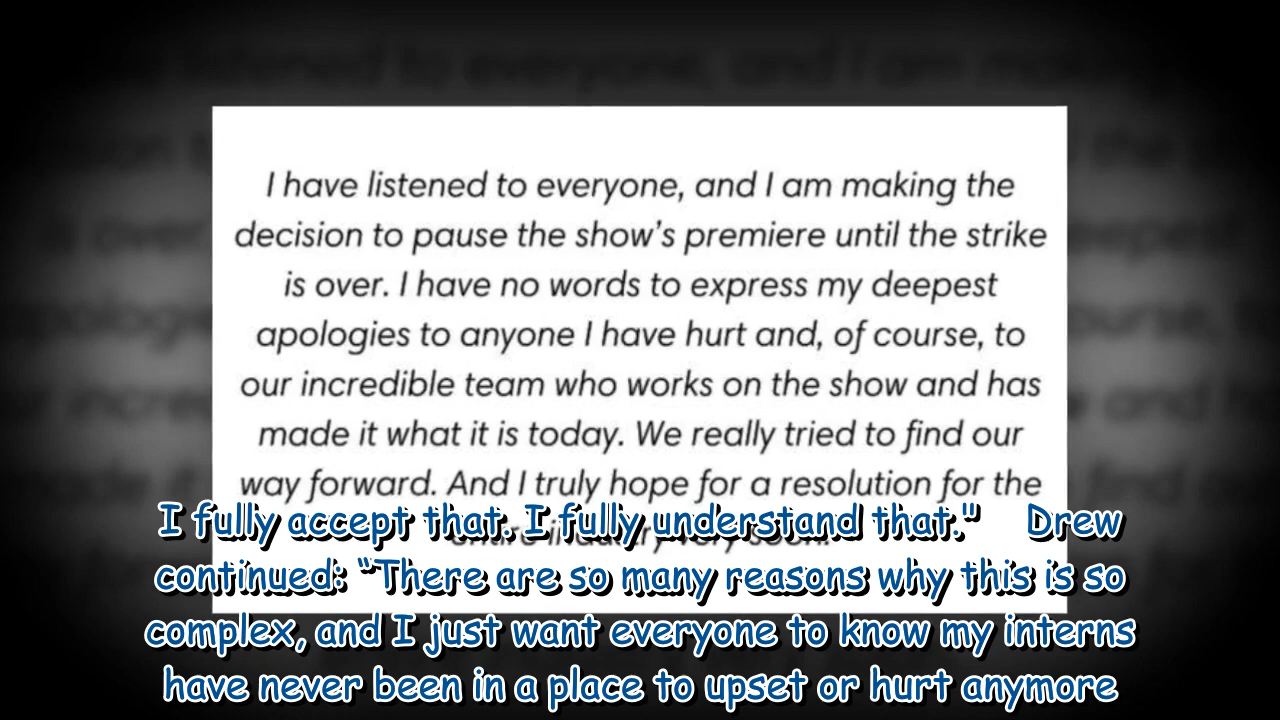 I have listened to everyone, and I am making the
decision to pause the show's premiere until the strike
is over. I have no words to express my deepest
apologies to anyone I have hurt and, of course, to
our incredible team who works on the show and has
made it what it is today. We really tried to find our
way forward. And I truly hope for a resolution for the
I fully accept that. I fully understand that." Drew
continued: “There are so many reasons why this is so
complex, and I just want everyone to know my interns
have never been in a place to upset or hurt anymore